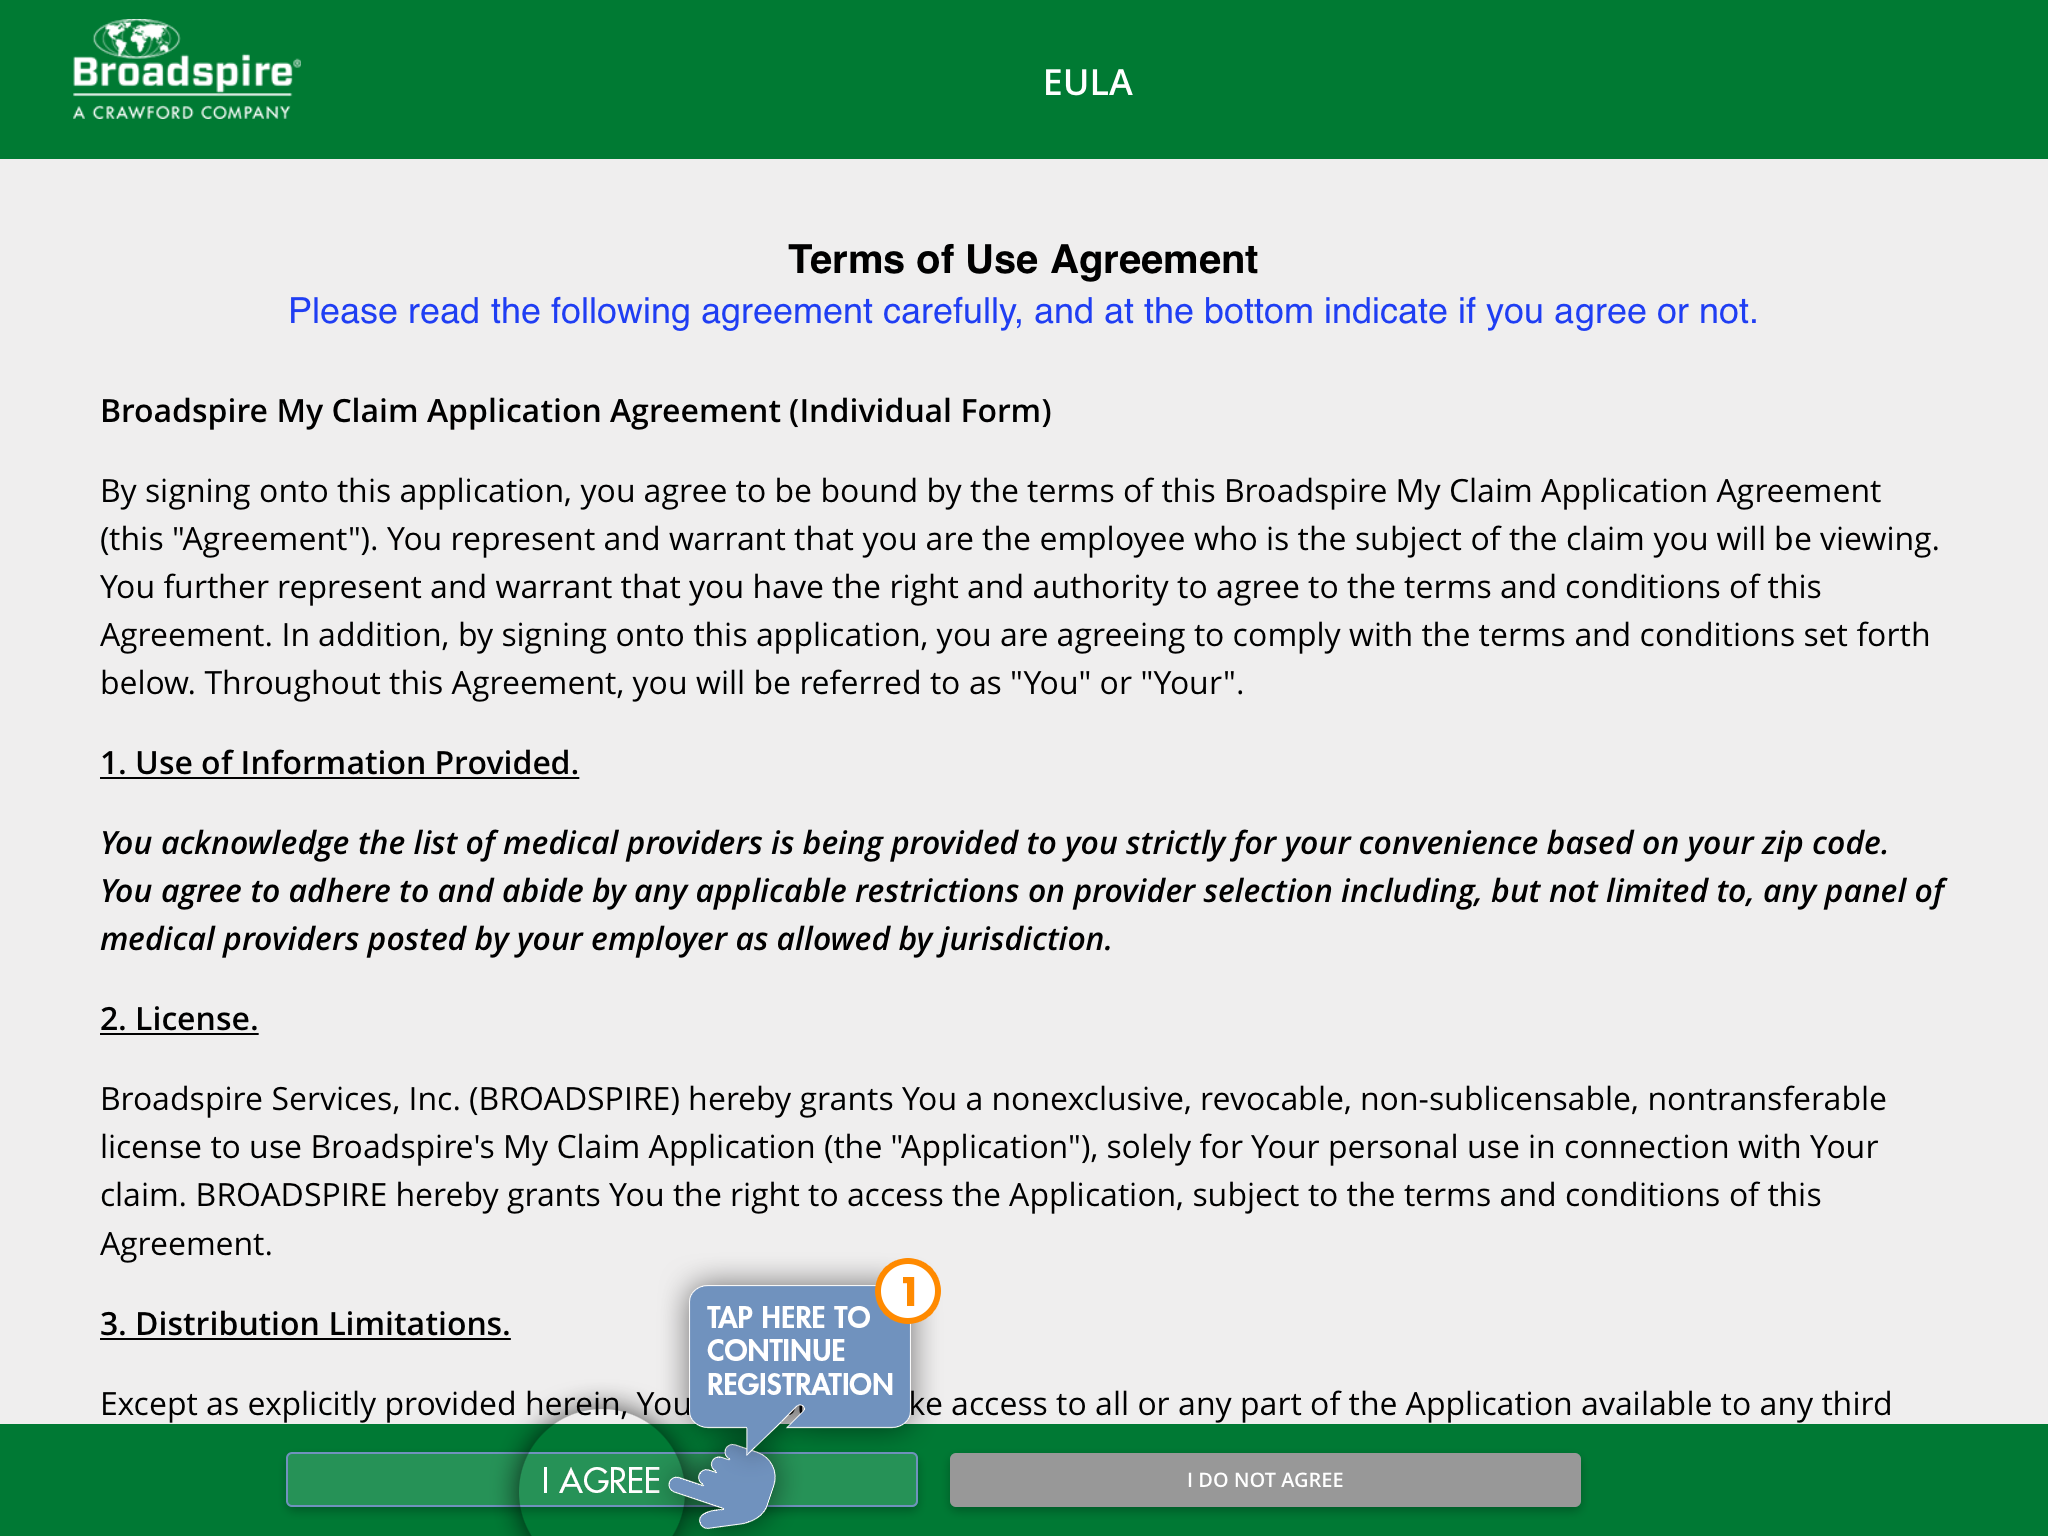 Broadspire®
A CRAWFORD COMPANY
EULA
Terms of Use Agreement
Please read the following agreement carefully, and at the bottom indicate if you agree or not.
Broadspire My Claim Application Agreement (Individual Form)
By signing onto this application, you agree to be bound by the terms of this Broadspire My Claim Application Agreement
(this "Agreement"). You represent and warrant that you are the employee who is the subject of the claim you will be viewing.
You further represent and warrant that you have the right and authority to agree to the terms and conditions of this
Agreement. In addition, by signing onto this application, you are agreeing to comply with the terms and conditions set forth
below. Throughout this Agreement, you will be referred to as "You" or "Your".
1. Use of Information Provided.
You acknowledge the list of medical providers is being provided to you strictly for your convenience based on your zip code.
You agree to adhere to and abide by any applicable restrictions on provider selection including, but not limited to, any panel of
medical providers posted by your employer as allowed by jurisdiction.
2. License.
Broadspire Services, Inc. (BROADSPIRE) hereby grants You a nonexclusive, revocable, non-sublicensable, nontransferable
license to use Broadspire's My Claim Application (the "Application"), solely for Your personal use in connection with Your
claim. BROADSPIRE hereby grants You the right to access the Application, subject to the terms and conditions of this
Agreement.
3. Distribution Limitations.
Except as explicitly provided herein, You ke access to all or any part of the Application available to any third
1
TAP HERE TO
CONTINUE
REGISTRATION
I AGREE
I DO NOT AGREE